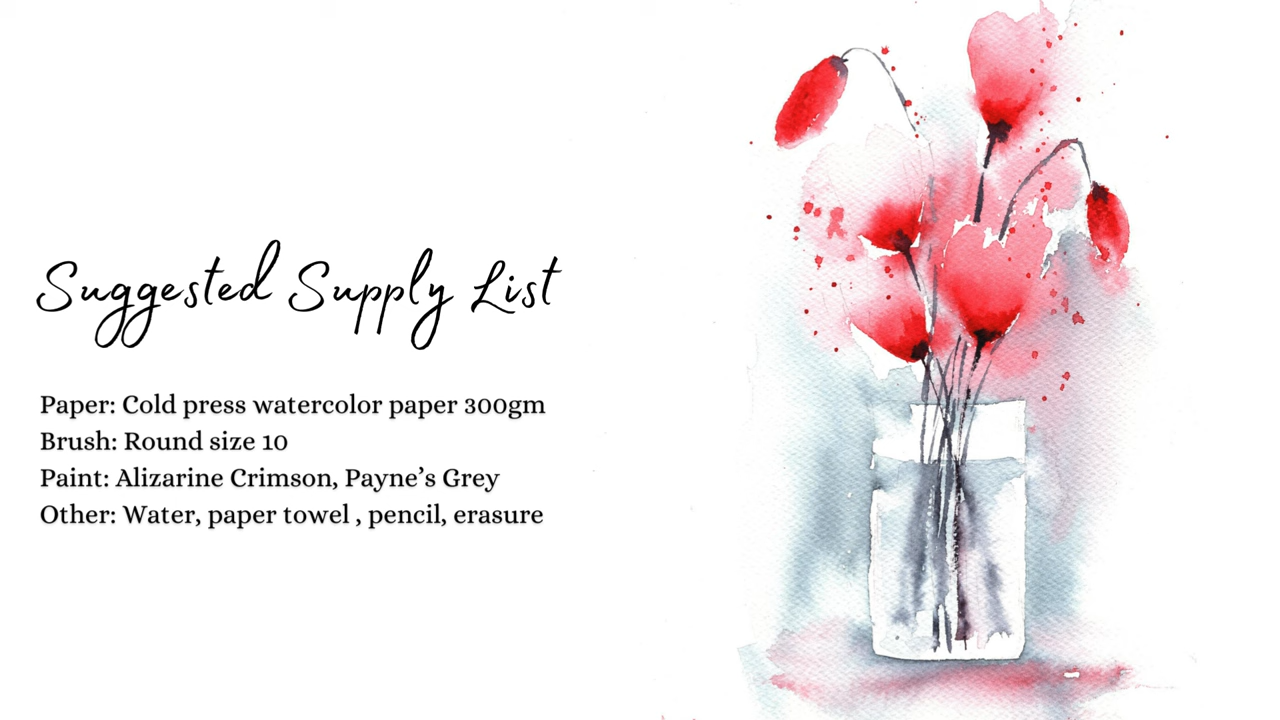 Suggested Supply List
Paper: Cold press watercolor paper 300gm
Brush: Round size 10
Paint: Alizarine Crimson, Payne’s Grey
Other: Water, paper towel , pencil, erasure